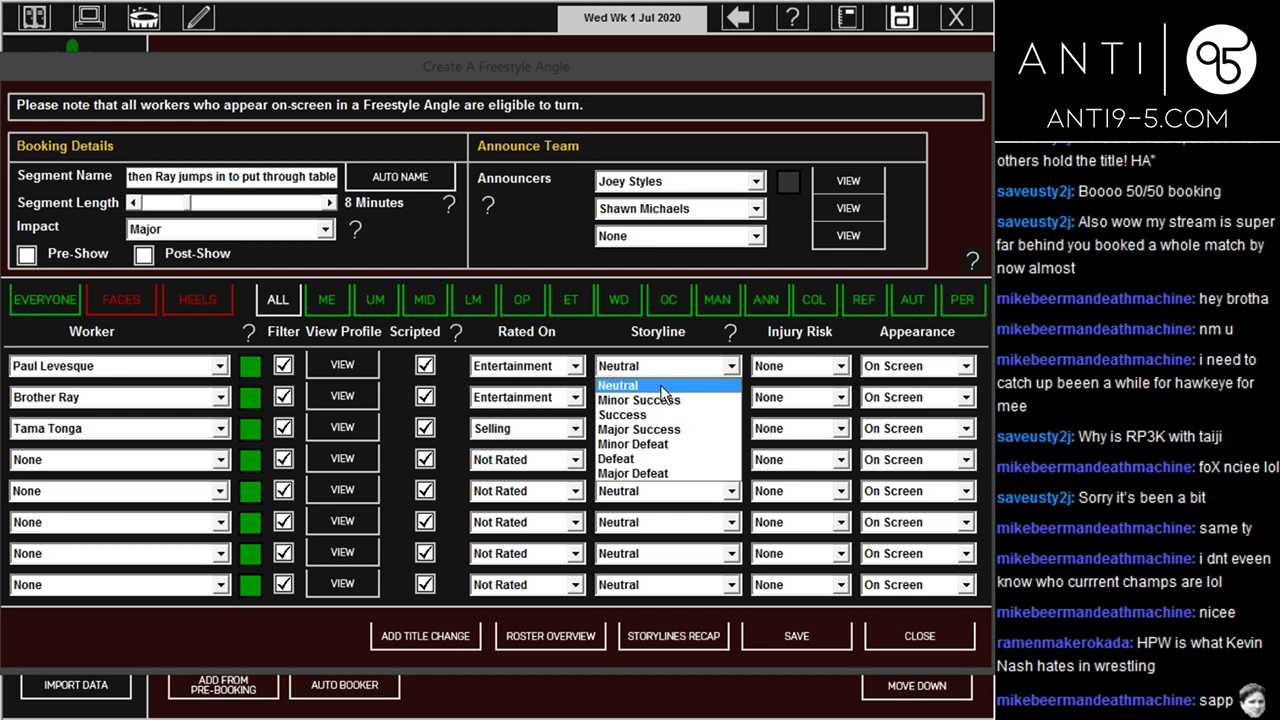 Wed Wk 1 Jul 2020
?
X
Create A Freestyle Angle
Please note that all workers who appear on-screen in a Freestyle Angle are eligible to turn.
Booking Details
Segment Name
then Ray jumps in to put through table
AUTO NAME
Segment Length
8 Minutes
?
Impact
Major
?
Pre-Show
Post-Show
Announce Team
Announcers
?
Joey Styles
VIEW
Shawn Michaels
VIEW
None
VIEW
?
EVERYONE
FACES
HEELS
ALL
ME
UM
MID
LM
OP
ET
WD
OC
MAN
ANN
COL
REF
AUT
PER
Worker ? Filter View Profile Scripted ? Rated On Storyline ? Injury Risk Appearance
Paul Levesque VIEW Entertainment Neutral None On Screen
Brother Ray VIEW Entertainment None On Screen
Tama Tonga VIEW Selling None On Screen
None VIEW Not Rated None On Screen
None VIEW Not Rated Neutral None On Screen
None VIEW Not Rated Neutral None On Screen
None VIEW Not Rated Neutral None On Screen
None VIEW Not Rated Neutral None On Screen
Neutral
Minor Success
Success
Major Success
Minor Defeat
Defeat
Major Defeat
ADD TITLE CHANGE
ROSTER OVERVIEW
STORYLINES RECAP
SAVE
CLOSE
IMPORT DATA
ADD FROM
PRE-BOOKING
AUTO BOOKER
MOVE DOWN
ANTI 95
ANTI9-5.COM
others hold the title! HA"
saveusty2j: Boooo 50/50 booking
saveusty2j: Also wow my stream is super
far behind you booked a whole match by
now almost
mikebeermandeathmachine: hey brotha
mikebeermandeathmachine: nm u
mikebeermandeathmachine: i need to
catch up beeen a while for hawkeye for
mee
saveusty2j: Why is RP3K with taiji
mikebeermandeathmachine: foX nciee lol
saveusty2j: Sorry it's been a bit
mikebeermandeathmachine: same ty
mikebeermandeathmachine: i dnt eveen
know who currrent champs are lol
mikebeermandeathmachine: nicee
ramenmakerokada: HPW is what Kevin
Nash hates in wrestling
mikebeermandeathmachine: sapp